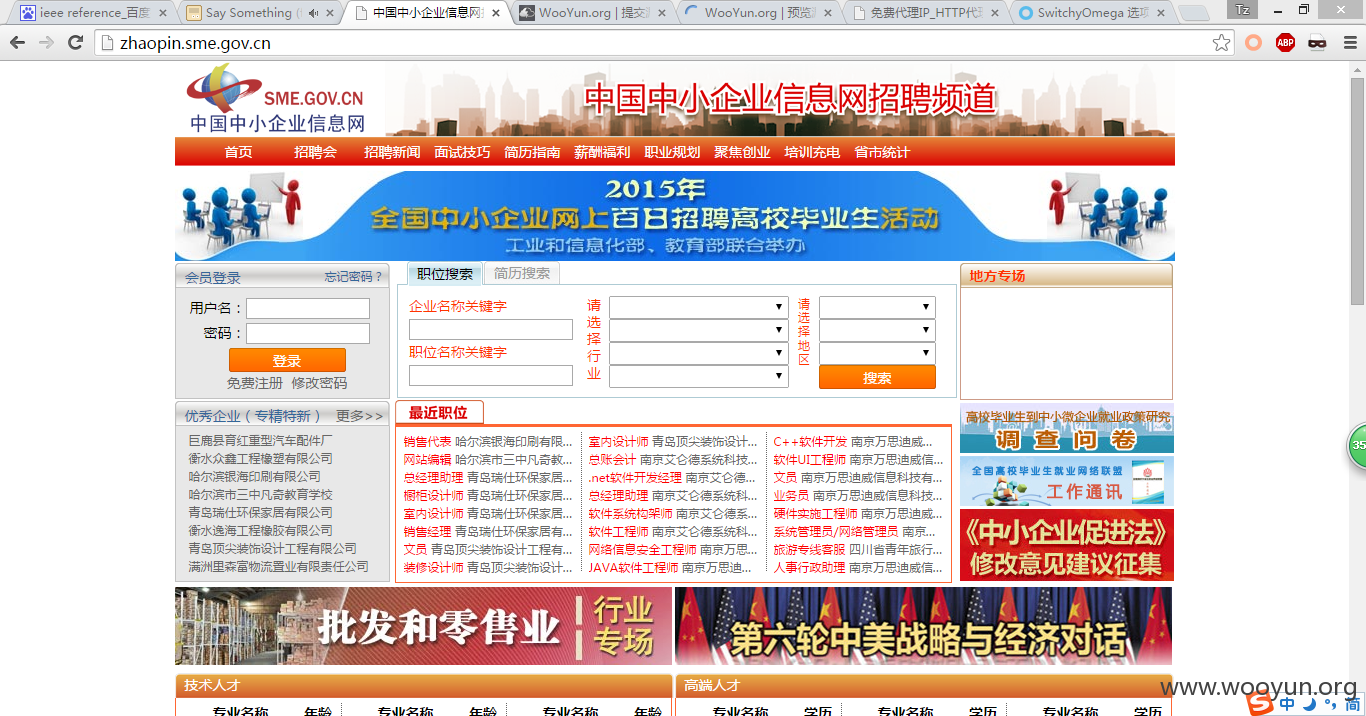 ieee reference_百度
Say Something (
中国中小企业信息网
WooYun.org | 提交
WooYun.org | 预览
免费代理IP_HTTP代
SwitchyOmega 选项
Tz
zhaopin.sme.gov.cn
ABP
SME.GOV.CN
中国中小企业信息网
中国中小企业信息网招聘频道
首页 招聘会 招聘新闻 面试技巧 简历指南 薪酬福利 职业规划 聚焦创业 培训充电 省市统计
2015年
全国中小企业网上百日招聘高校毕业生活动
工业和信息化部、教育部联合举办
会员登录 忘记密码？
用户名：
密码：
登录
免费注册 修改密码
职位搜索 简历搜索
企业名称关键字
职位名称关键字
请选择行业
请选择地区
搜索
地方专场
优秀企业（专精特新） 更多>>
巨鹿县育红重型汽车配件厂
衡水众鑫工程橡塑有限公司
哈尔滨银海印刷有限公司
哈尔滨市三中凡奇教育学校
青岛瑞仕环保家居有限公司
衡水逸海工程橡胶有限公司
青岛顶尖装饰设计工程有限公司
满洲里森富物流置业有限责任公司
最近职位
销售代表 哈尔滨银海印刷有限...
网站编辑 哈尔滨市三中凡奇教...
总经理助理 青岛瑞仕环保家居...
橱柜设计师 青岛瑞仕环保家居...
室内设计师 青岛瑞仕环保家居...
销售经理 青岛瑞仕环保家居有...
文员 青岛顶尖装饰设计工程有...
装修设计师 青岛顶尖装饰设计...
室内设计师 青岛顶尖装饰设计...
总账会计 南京艾仑德系统科技...
.net软件开发经理 南京艾仑德...
总经理助理 南京艾仑德系统科...
软件系统构架师 南京艾仑德系...
软件工程师 南京艾仑德系统科...
网络信息安全工程师 南京万思...
JAVA软件工程师 南京万思迪...
C++软件开发 南京万思迪威...
软件UI工程师 南京万思迪威信...
文员 南京万思迪威信息科技有...
业务员 南京万思迪威信息科技...
硬件实施工程师 南京万思迪威...
系统管理员/网络管理员 南京...
旅游专线客服 四川省青年旅行...
人事行政助理 南京万思迪威信...
高校毕业生到中小微企业就业政策研究
调查问卷
全国高校毕业生就业网络联盟
工作通讯
《中小企业促进法》
修改意见建议征集
35
批发和零售业
行业专场
第六轮中美战略与经济对话
技术人才
高端人才
专业名称 年龄 专业名称 年龄 专业名称 年龄
专业名称 学历 专业名称 学历 专业名称 学历
www.wooyun.org
中 简